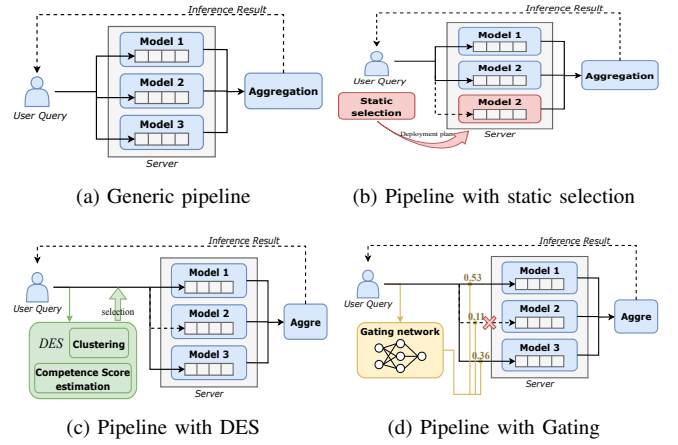 Inference Result
Model 1
Model 2
Model 3
Aggregation
User Query
Server
(a) Generic pipeline
Inference Result
Model 1
Model 2
Model 2
Aggregation
User Query
Static
selection
Deployment plans
Server
(b) Pipeline with static selection
Inference Result
Model 1
Model 2
Model 3
Aggre
User Query
selection
DES
Clustering
Competence Score
estimation
Server
(c) Pipeline with DES
Inference Result
0.53
Model 1
0.11
Model 2
0.36
Model 3
Aggre
User Query
Gating network
Server
(d) Pipeline with Gating